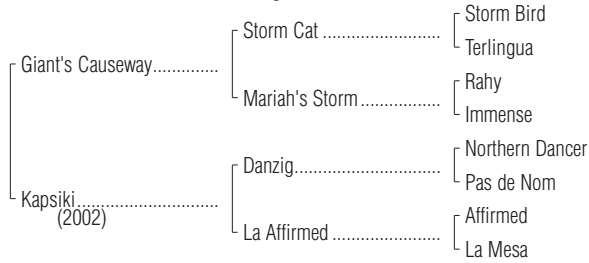 Storm Bird
Storm Cat ..............................
Terlingua
Giant's Causeway..............
Rahy
Mariah's Storm....................
Immense
Northern Dancer
Danzig.....................................
Pas de Nom
Kapsiki...................................
(2002)
Affirmed
La Affirmed ...........................
La Mesa